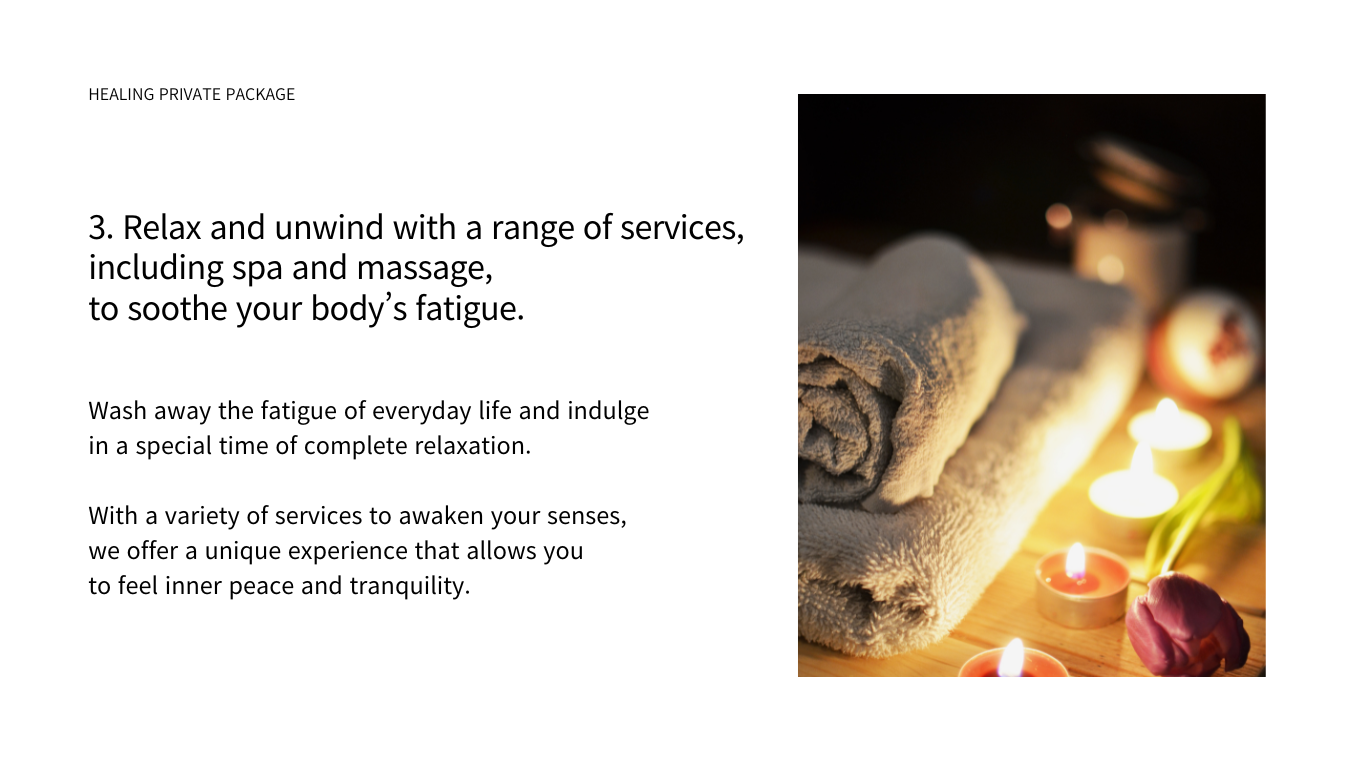 HEALING PRIVATE PACKAGE
3. Relax and unwind with a range of services,
including spa and massage,
to soothe your body’s fatigue.
Wash away the fatigue of everyday life and indulge
in a special time of complete relaxation.
With a variety of services to awaken your senses,
we offer a unique experience that allows you
to feel inner peace and tranquility.